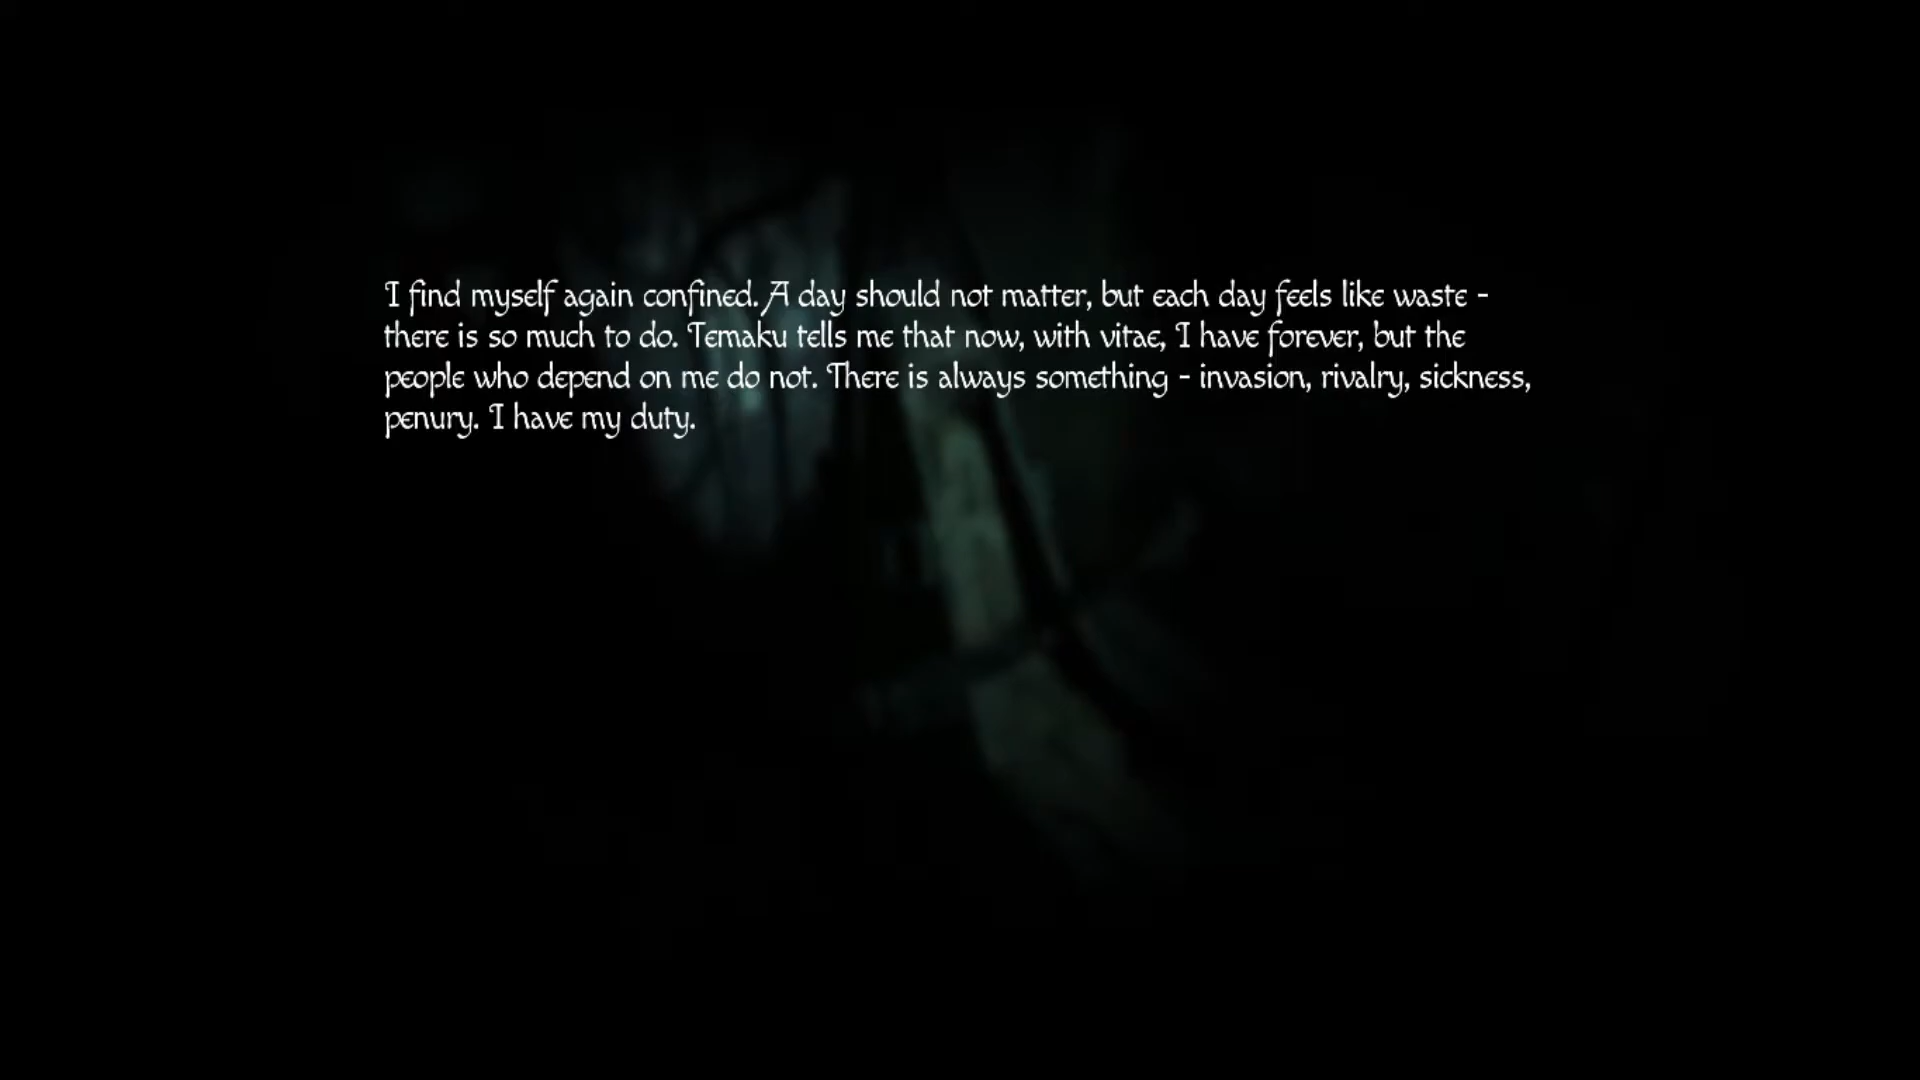 I find myself again confined. A day should not matter, but each day feels like waste -
there is so much to do. Temaku tells me that now, with vitae, I have forever, but the
people who depend on me do not. There is always something - invasion, rivalry, sickness,
penury. I have my duty.